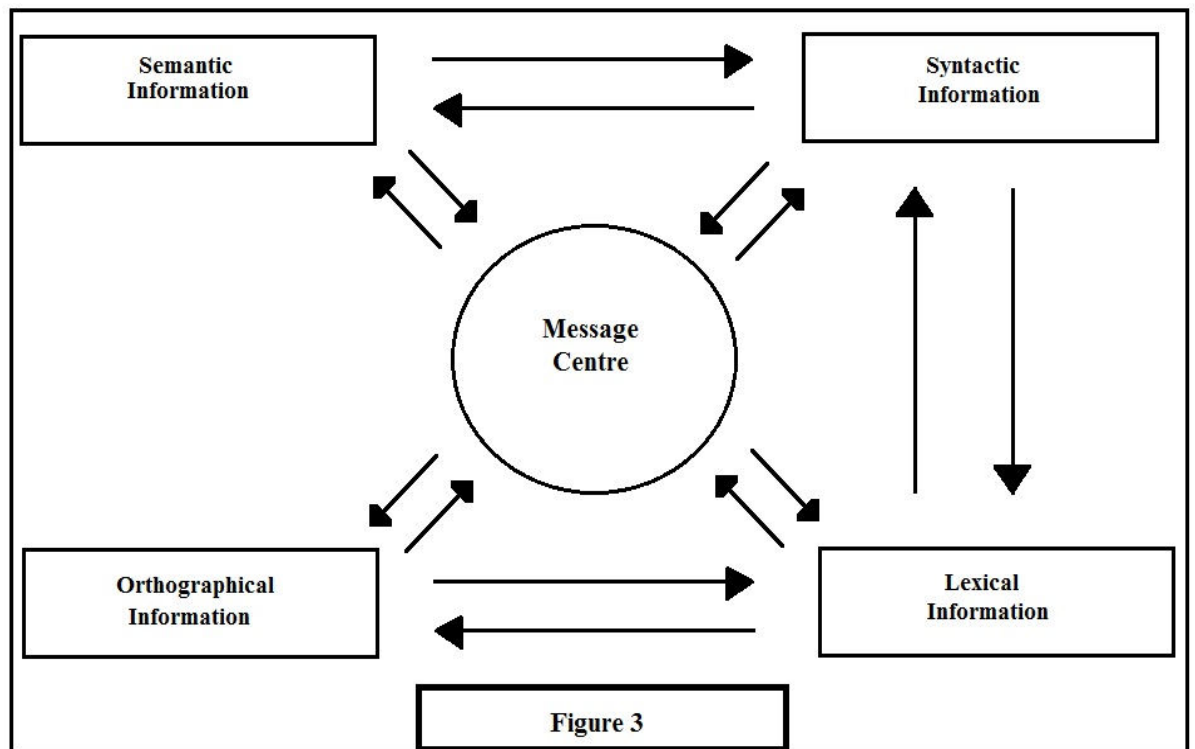 Semantic
Information
Syntactic
Information
Message
Centre
Orthographical
Information
Lexical
Information
Figure 3